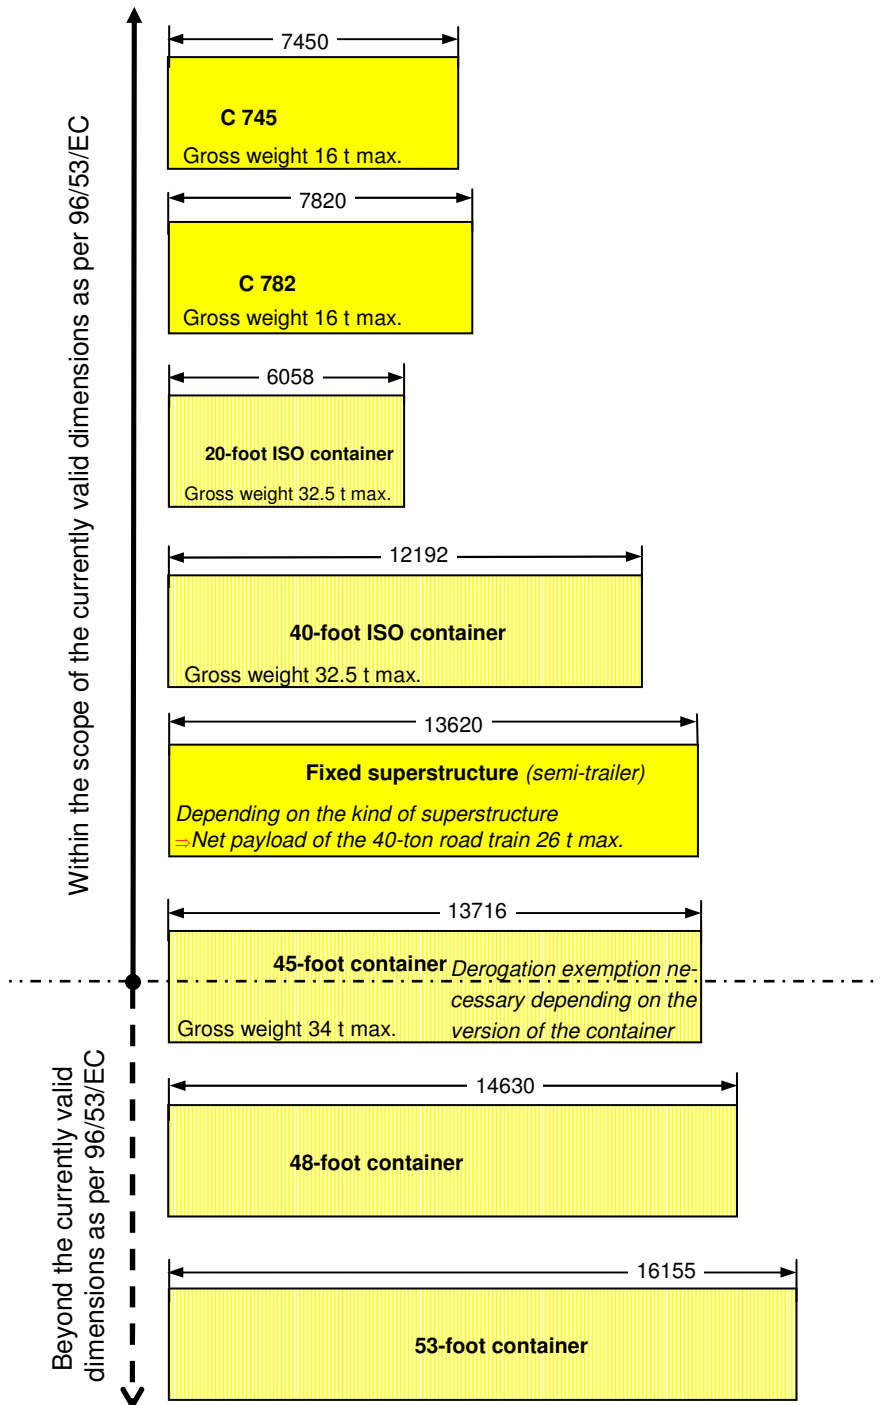 Within the scope of the currently valid dimensions as per 96/53/EC
7450
C 745
Gross weight 16 t max.
7820
C 782
Gross weight 16 t max.
6058
20-foot ISO container
Gross weight 32.5 t max.
12192
40-foot ISO container
Gross weight 32.5 t max.
13620
Fixed superstructure (semi-trailer)
Depending on the kind of superstructure
⇒Net payload of the 40-ton road train 26 t max.
13716
45-foot container
Derogation exemption ne-
cessary depending on the
version of the container
Gross weight 34 t max.
Beyond the currently valid
dimensions as per 96/53/EC
14630
48-foot container
16155
53-foot container